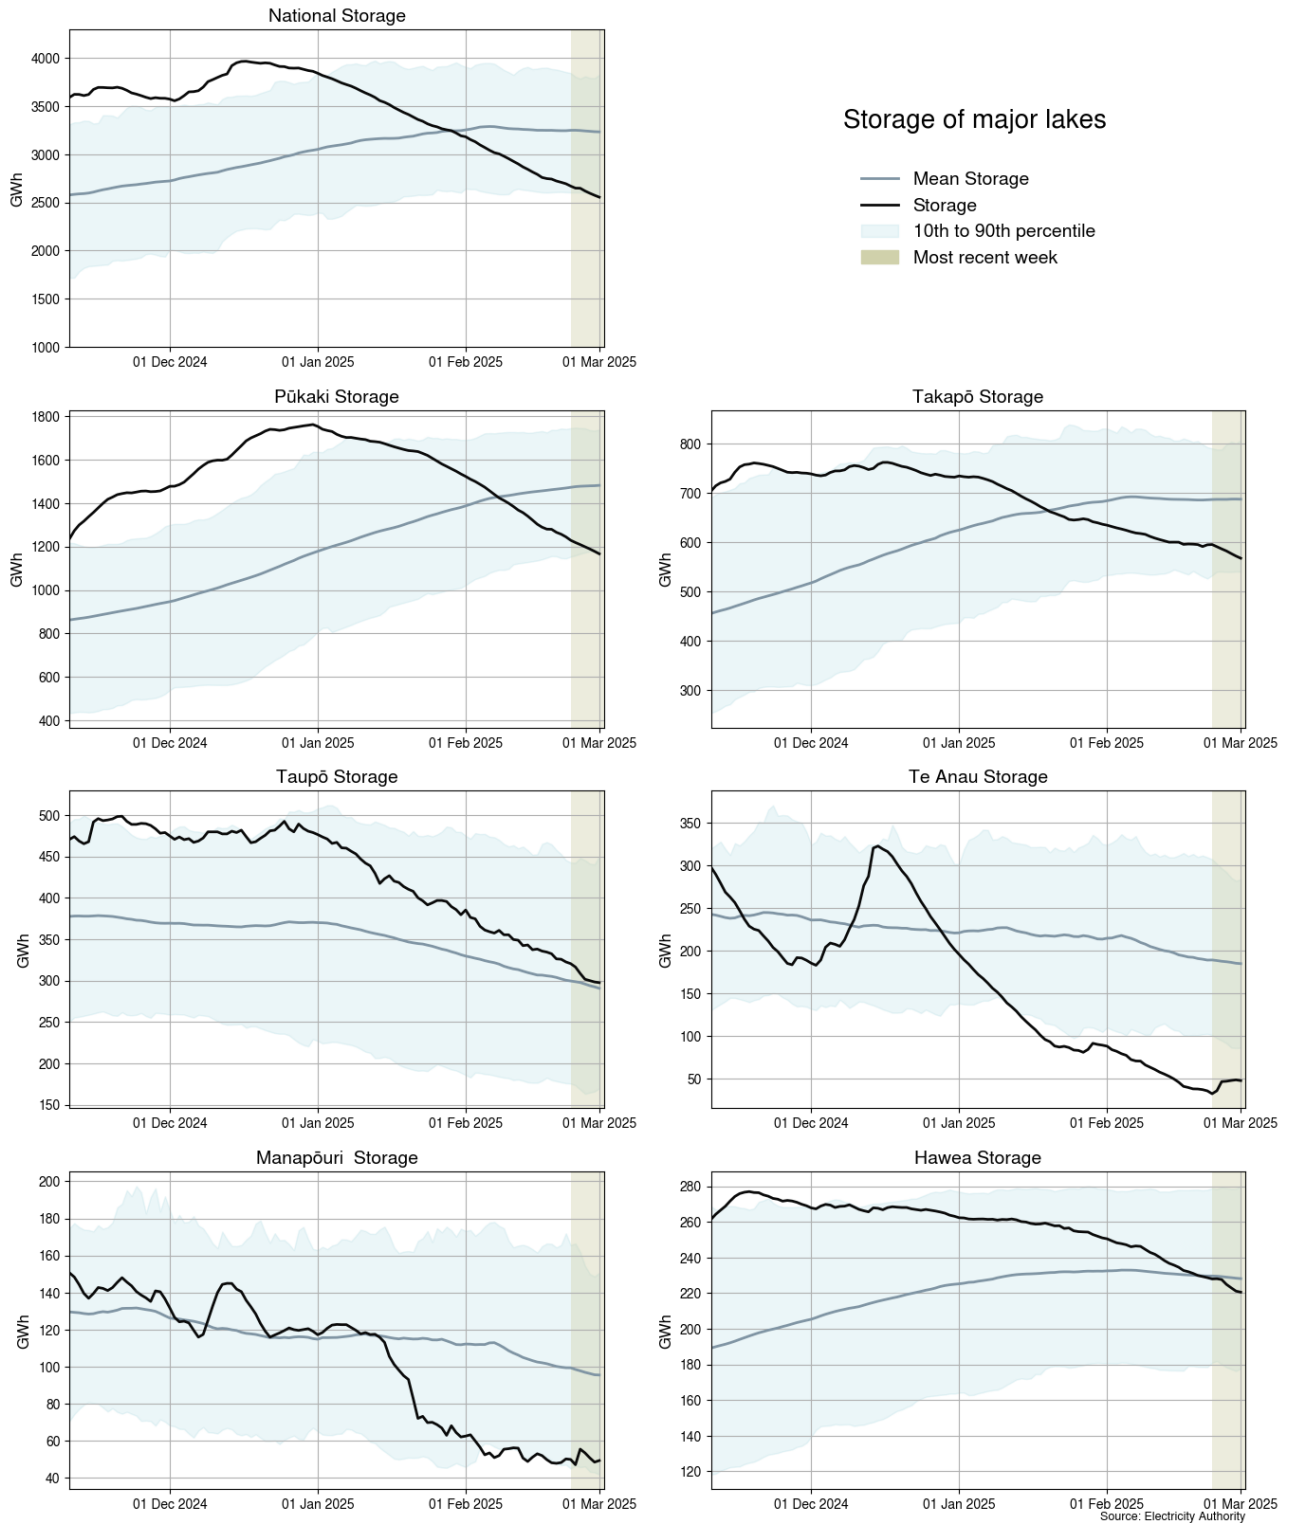 National Storage
GWh
4000
3500
3000
2500
2000
1500
1000
01 Dec 2024
01 Jan 2025
01 Feb 2025
01 Mar 2025
Storage of major lakes
Mean Storage
Storage
10th to 90th percentile
Most recent week
Pūkaki Storage
GWh
1800
1600
1400
1200
1000
800
600
400
01 Dec 2024
01 Jan 2025
01 Feb 2025
01 Mar 2025
Takapō Storage
GWh
800
700
600
500
400
300
01 Dec 2024
01 Jan 2025
01 Feb 2025
01 Mar 2025
Taupō Storage
GWh
500
450
400
350
300
250
200
150
01 Dec 2024
01 Jan 2025
01 Feb 2025
01 Mar 2025
Te Anau Storage
GWh
350
300
250
200
150
100
50
01 Dec 2024
01 Jan 2025
01 Feb 2025
01 Mar 2025
Manapōuri  Storage
GWh
200
180
160
140
120
100
80
60
40
01 Dec 2024
01 Jan 2025
01 Feb 2025
01 Mar 2025
Hawea Storage
GWh
280
260
240
220
200
180
160
140
120
01 Dec 2024
01 Jan 2025
01 Feb 2025
01 Mar 2025
Source: Electricity Authority